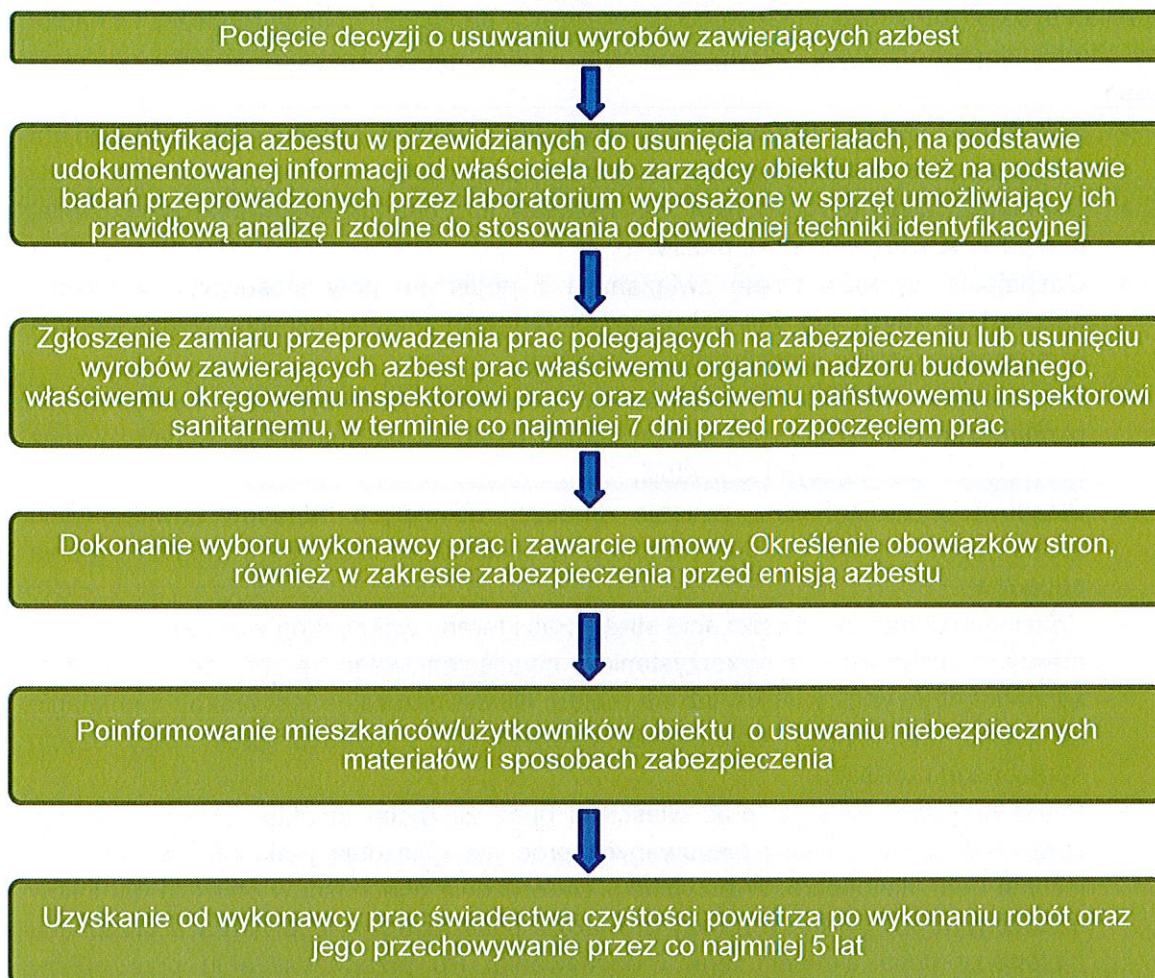 Podjęcie decyzji o usuwaniu wyrobów zawierających azbest
Identyfikacja azbestu w przewidzianych do usunięcia materiałach, na podstawie
udokumentowanej informacji od właściciela lub zarządcy obiektu albo też na podstawie
badań przeprowadzonych przez laboratorium wyposażone w sprzęt umożliwiający ich
prawidłową analizę i zdolne do stosowania odpowiedniej techniki identyfikacyjnej
Zgłoszenie zamiaru przeprowadzenia prac polegających na zabezpieczeniu lub usunięciu
wyrobów zawierających azbest prac właściwemu organowi nadzoru budowlanego,
właściwemu okręgowemu inspektorowi pracy oraz właściwemu państwowemu inspektorowi
sanitarnemu, w terminie co najmniej 7 dni przed rozpoczęciem prac
Dokonanie wyboru wykonawcy prac i zawarcie umowy. Określenie obowiązków stron,
również w zakresie zabezpieczenia przed emisją azbestu
Poinformowanie mieszkańców/użytkowników obiektu o usuwaniu niebezpiecznych
materiałów i sposobach zabezpieczenia
Uzyskanie od wykonawcy prac świadectwa czyśtości powietrza po wykonaniu robót oraz
jego przechowywanie przez co najmniej 5 lat